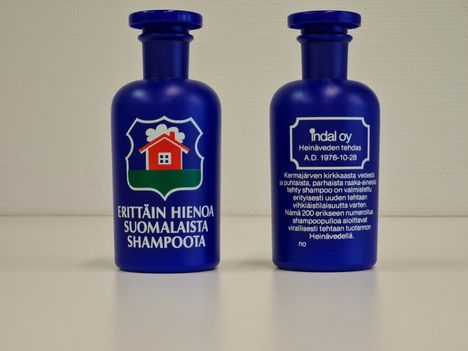 ERITTÄIN HIENOA
SUOMALAISTA
SHAMPOOTA
indal oy
Heinäveden tehdas
A.D. 1976-10-28
Kermajärven kirkkaasta vedestä
ja puhtaista, parhaista raaka-aineista
tehty shampoo on valmistettu
erityisesti uuden tehtaan
vihkiäistilaisuutta varten.
Nämä 200 erikseen numeroitua
shampoopulloa aloittavat
virallisesti tehtaan tuotannon
Heinävedellä.
no